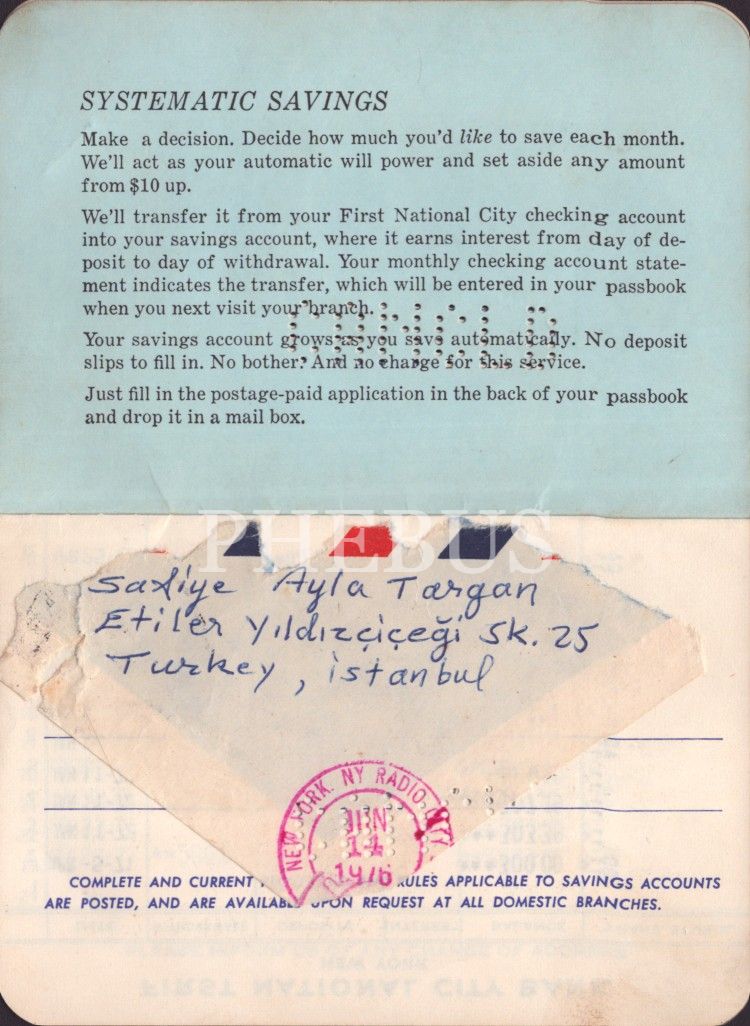 SYSTEMATIC SAVINGS
Make a decision. Decide how much you'd like to save each month.
We'll act as your automatic will power and set aside any amount
from $10 up.
We'll transfer it from your First National City checking account
into your savings account, where it earns interest from day of de-
posit to day of withdrawal. Your monthly checking account state-
ment indicates the transfer, which will be entered in your passbook
when you next visit your branch.
Your savings account grows as you save automatically. No deposit
slips to fill in. No bother. And no charge for this service.
Just fill in the postage-paid application in the back of your passbook
and drop it in a mail box.
PHEBUS
Safiye Ayla Targan
Etiler Yıldızçiçeği Sk. 25
Turkey, istanbul
NEW YORK, NY RADIO CITY
JUN
1976
COMPLETE AND CURRENT RULES APPLICABLE TO SAVINGS ACCOUNTS
ARE POSTED, AND ARE AVAILABLE UPON REQUEST AT ALL DOMESTIC BRANCHES.